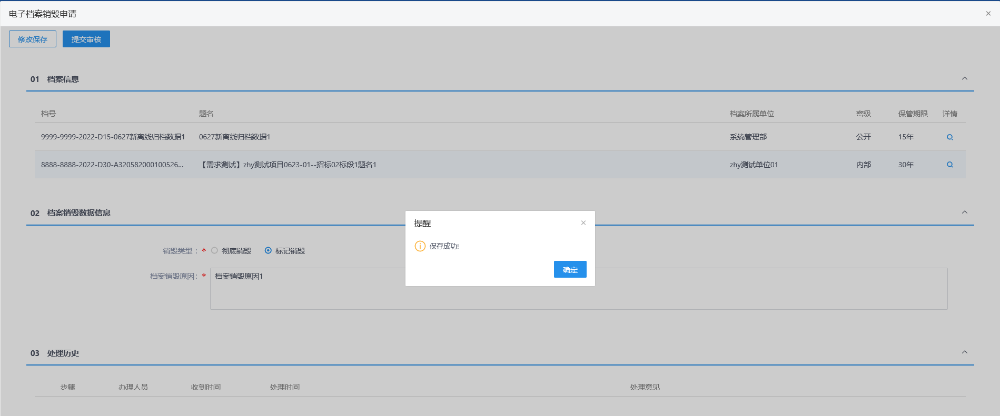 电子档案销毁申请
修改保存 提交审核
01 档案信息
档号 题名 档案所属单位 密级 保管期限 详情
9999-9999-2022-D15-0627新离线归档数据1 0627新离线归档数据1 系统管理部 公开 15年
8888-8888-2022-D30-A320582000100526... 【需求测试】zhy测试项目0623-01--招标02标段1题名1 zhy测试单位01 内部 30年
02 档案销毁数据信息
提醒
保存成功!
确定
销毁类型：* 彻底销毁 标记销毁
档案销毁原因：* 档案销毁原因1
03 处理历史
步骤 办理人员 收到时间 处理时间 处理意见